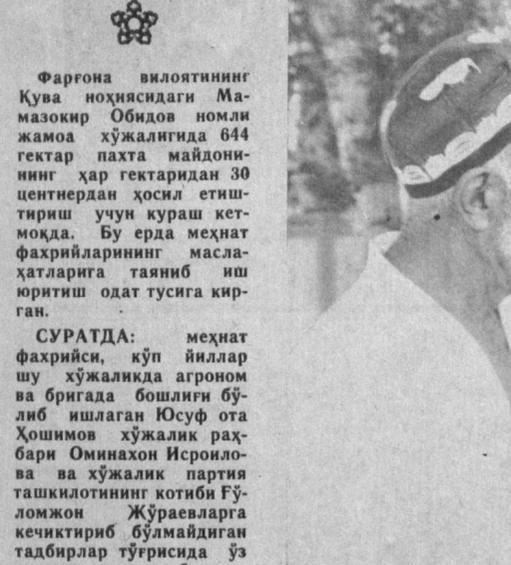 Фарғона вилоятининг
Қува ноҳиясидаги Ма-
мазокир Обидов номли
жамоа хўжалигида 644
гектар пахта майдони-
нинг ҳар гектаридан 30
центнердан ҳосил етиш-
тириш учун кураш кет-
моқда. Бу ерда меҳнат
фахрийларининг масла-
ҳатларига таяниб иш
юритиш одат тусига кир-
ган.
СУРАТДА: меҳнат
фахрийси, кўп йиллар
шу хўжаликда агроном
ва бригада бошлиғи бў-
либ ишлаган Юсуф ота
Ҳошимов хўжалик раҳ-
бари Оминахон Исроило-
ва ва хўжалик партия
ташкилотининг котиби Ғў-
ломжон Жўраевларга
кечиктириб бўлмайдиган
тадбирлар тўғрисида ўз